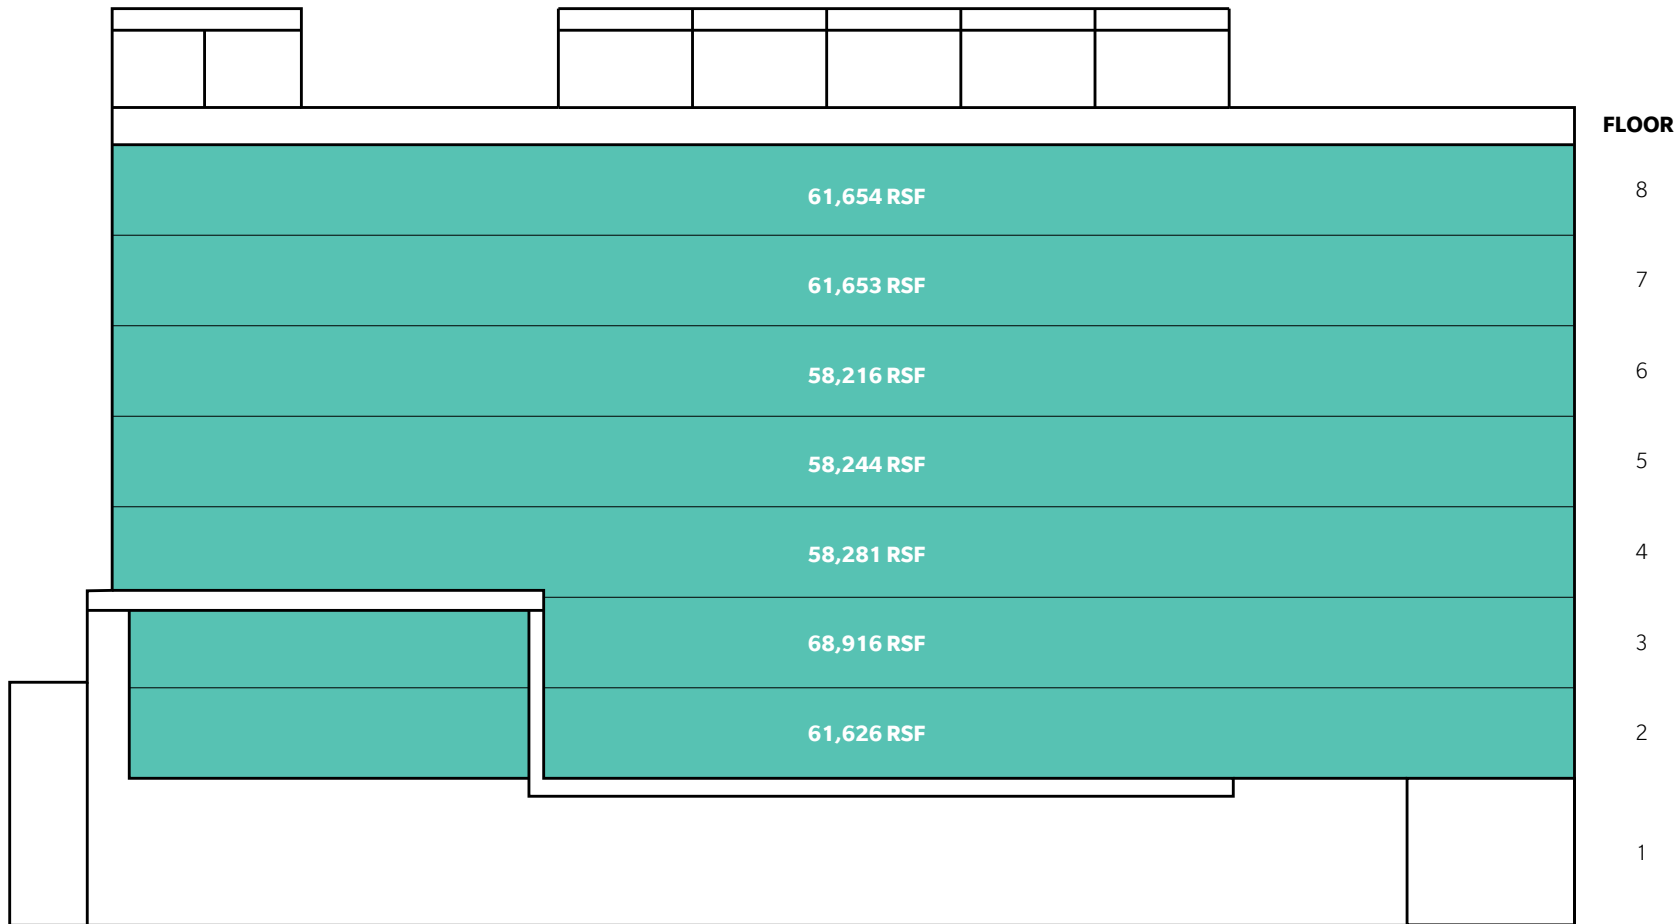 FLOOR
61,654 RSF 8
61,653 RSF 7
58,216 RSF 6
58,244 RSF 5
58,281 RSF 4
68,916 RSF 3
61,626 RSF 2
1